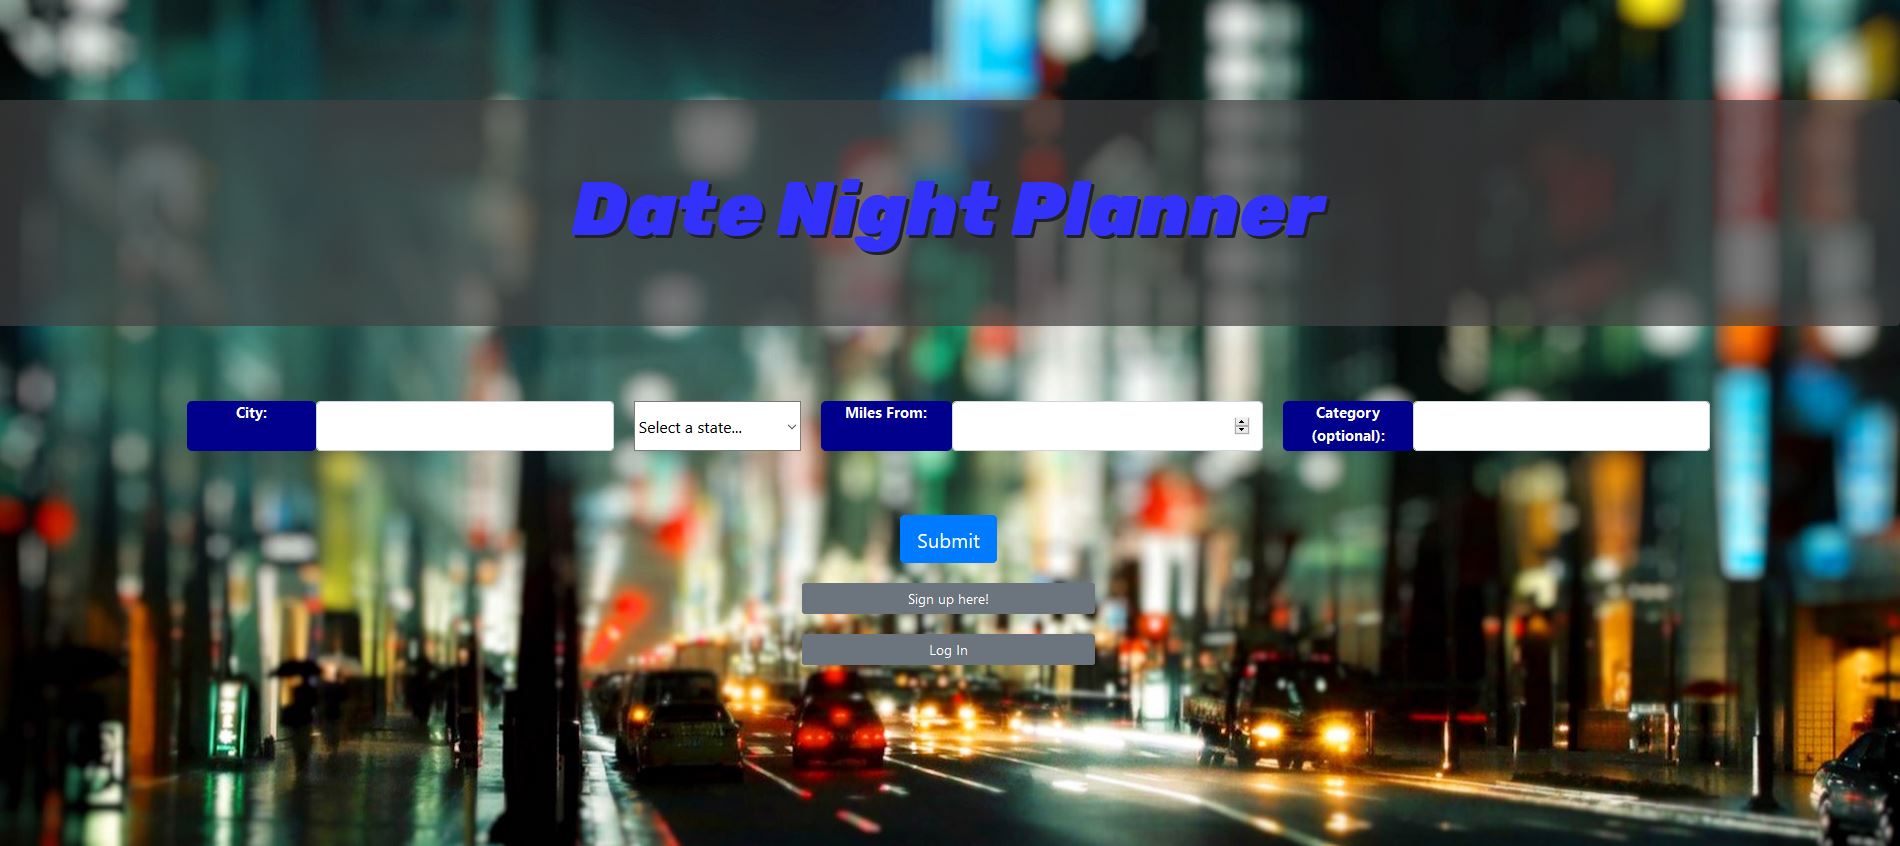 Date Night Planner
City:
Select a state...
Miles From:
Category
(optional):
Submit
Sign up here!
Log In